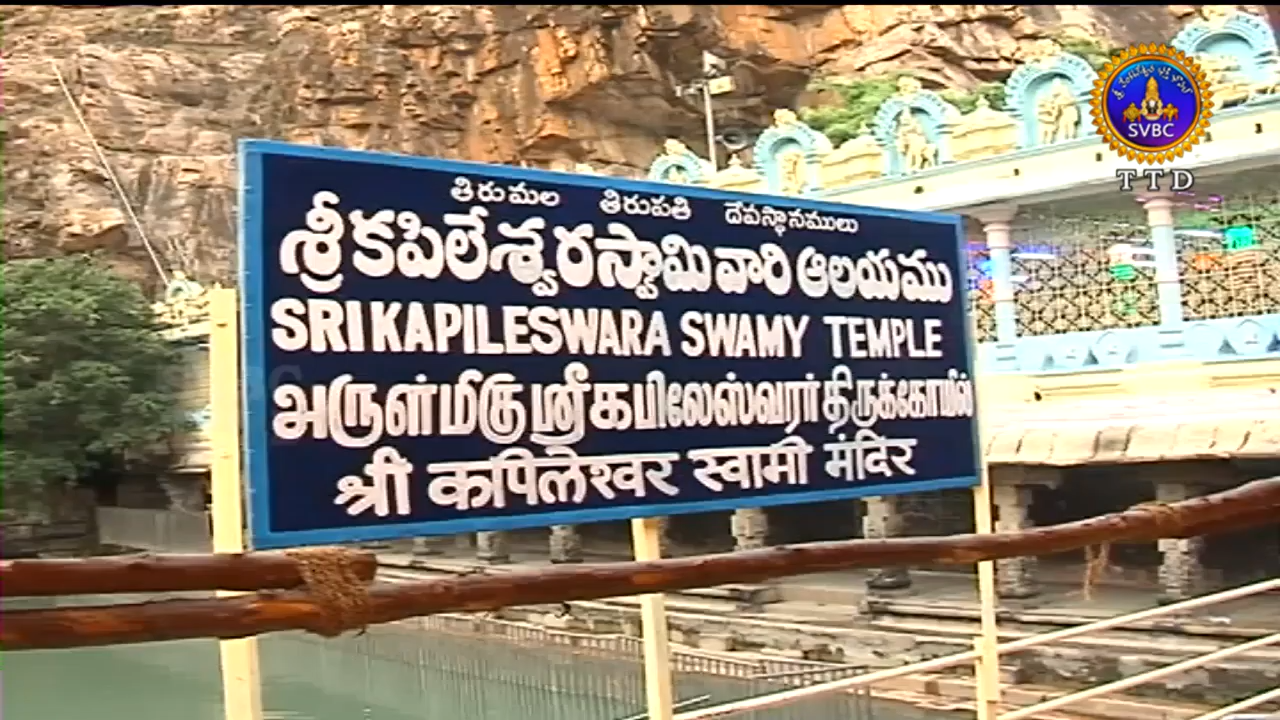 తిరుమల తిరుపతి దేవస్థానములు
శ్రీకపిలేశ్వరస్వామి వారి ఆలయము
SRI KAPILESWARA SWAMY TEMPLE
அருள்மிகு ஸ்ரீ கபிலேஸ்வரர் திருக்கோயில்
श्री कपिलेश्वर स्वामी मंदिर
SVBC
TTD